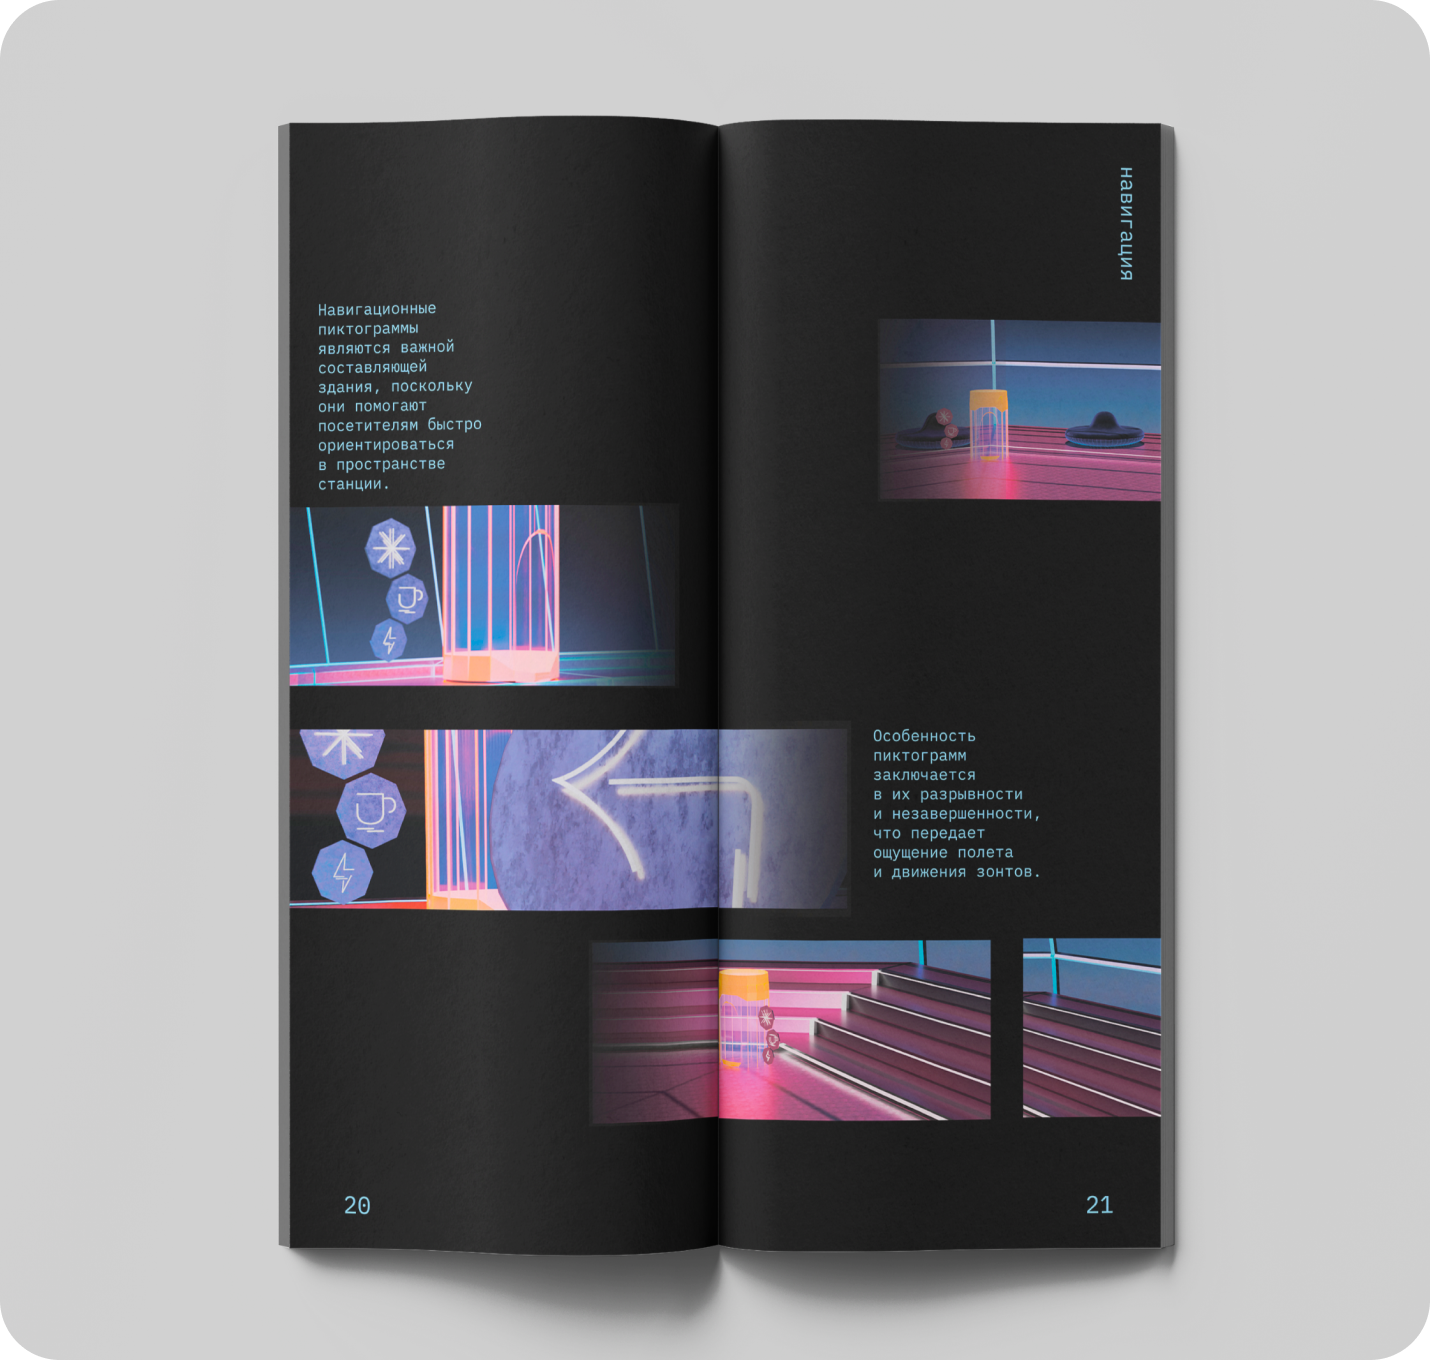 навигация
Навигационные
пиктограммы
являются важной
составляющей
здания, поскольку
они помогают
посетителям быстро
ориентироваться
в пространстве
станции.
Особенность
пиктограмм
заключается
в их разрывности
и незавершенности,
что передает
ощущение полета
и движения зонтов.
20
21